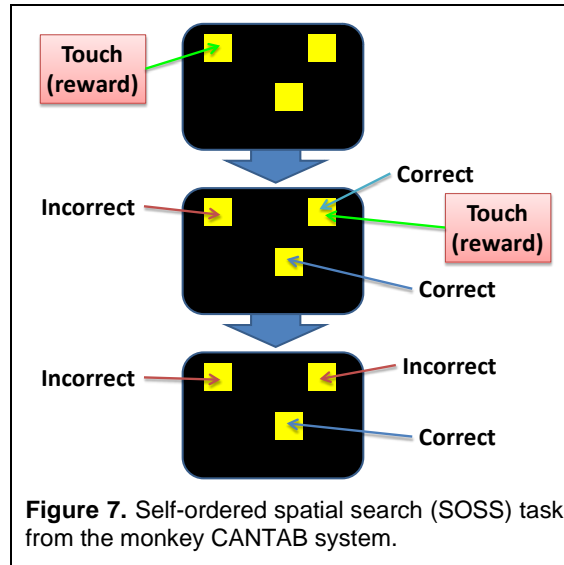 Touch
(reward)
Correct
Incorrect
Touch
(reward)
Correct
Incorrect
Incorrect
Correct
Figure 7. Self-ordered spatial search (SOSS) task
from the monkey CANTAB system.